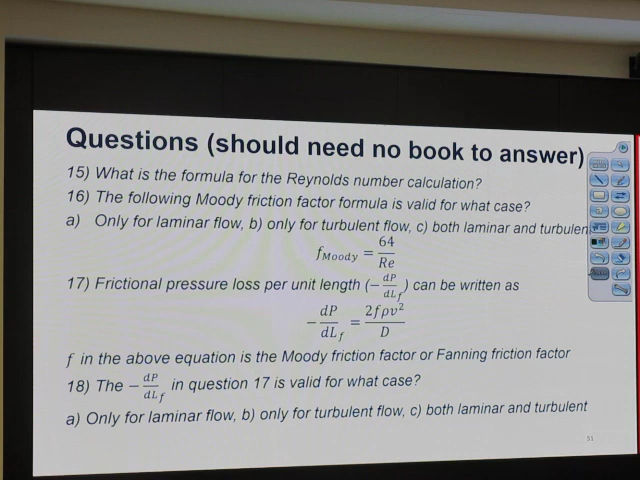 Questions (should need no book to answer)
15) What is the formula for the Reynolds number calculation?
16) The following Moody friction factor formula is valid for what case?
a) Only for laminar flow, b) only for turbulent flow, c) both laminar and turbulent
f_Moody = 64/Re
17) Frictional pressure loss per unit length (−dP/dL_f) can be written as
−dP/dL_f = 2fρv²/D
f in the above equation is the Moody friction factor or Fanning friction factor
18) The −dP/dL_f in question 17 is valid for what case?
a) Only for laminar flow, b) only for turbulent flow, c) both laminar and turbulent
31